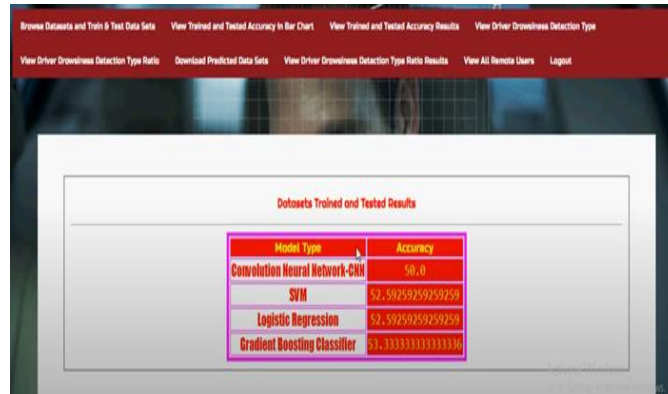 Browse Datasets and Train & Test Data Sets View Trained and Tested Accuracy in Bar Chart View Trained and Tested Accuracy Results View Driver Drowsiness Detection Type
View Driver Drowsiness Detection Type Ratio Download Predicted Data Sets View Driver Drowsiness Detection Type Ratio Results View All Remote Users Logout
Datasets Trained and Tested Results
Model Type Accuracy
Convolution Neural Network-CNN 50.0
SVM 52.59259259259259
Logistic Regression 52.59259259259259
Gradient Boosting Classifier 53.333333333333336